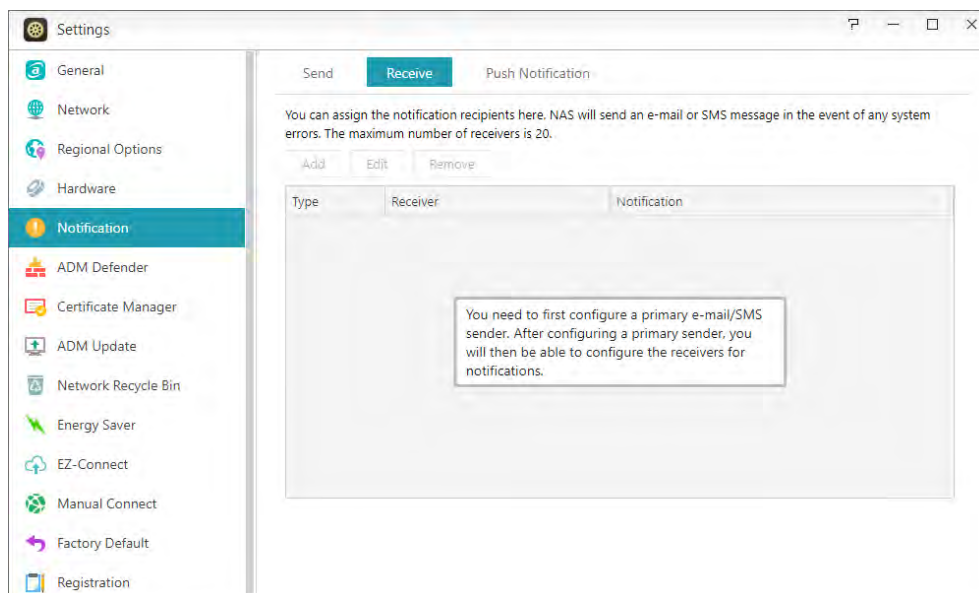 Settings
General
Network
Regional Options
Hardware
Notification
ADM Defender
Certificate Manager
ADM Update
Network Recycle Bin
Energy Saver
EZ-Connect
Manual Connect
Factory Default
Registration
Send Receive Push Notification
You can assign the notification recipients here. NAS will send an e-mail or SMS message in the event of any system
errors. The maximum number of receivers is 20.
Add Edit Remove
Type Receiver Notification
You need to first configure a primary e-mail/SMS
sender. After configuring a primary sender, you
will then be able to configure the receivers for
notifications.